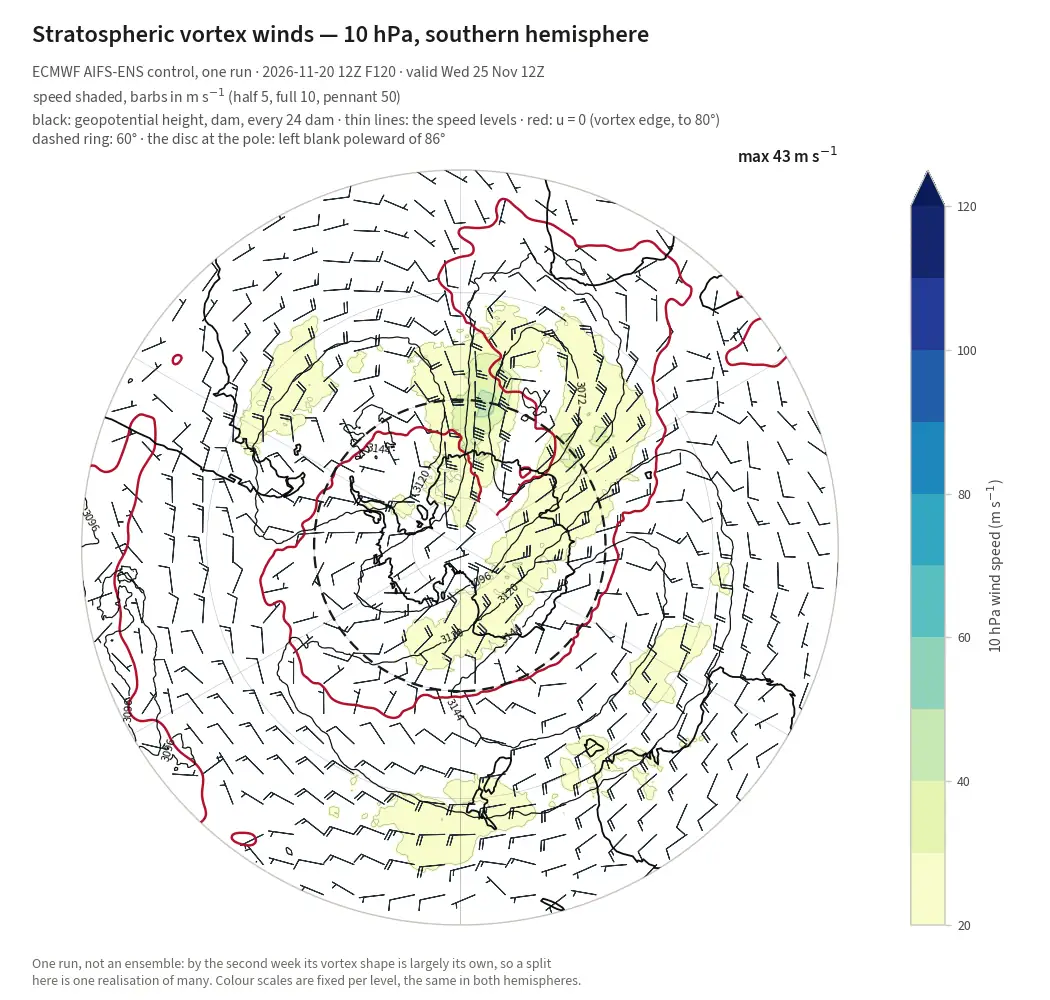 Stratospheric vortex winds — 10 hPa, southern hemisphere
ECMWF AIFS-ENS control, one run · 2026-11-20 12Z F120 · valid Wed 25 Nov 12Z
speed shaded, barbs in m s⁻¹ (half 5, full 10, pennant 50)
black: geopotential height, dam, every 24 dam · thin lines: the speed levels · red: u = 0 (vortex edge, to 80°)
dashed ring: 60° · the disc at the pole: left blank poleward of 86°
max 43 m s⁻¹
120
100
80
60
40
20
10 hPa wind speed (m s⁻¹)
3072
3120
3096
3120
3144
3096
One run, not an ensemble: by the second week its vortex shape is largely its own, so a split
here is one realisation of many. Colour scales are fixed per level, the same in both hemispheres.